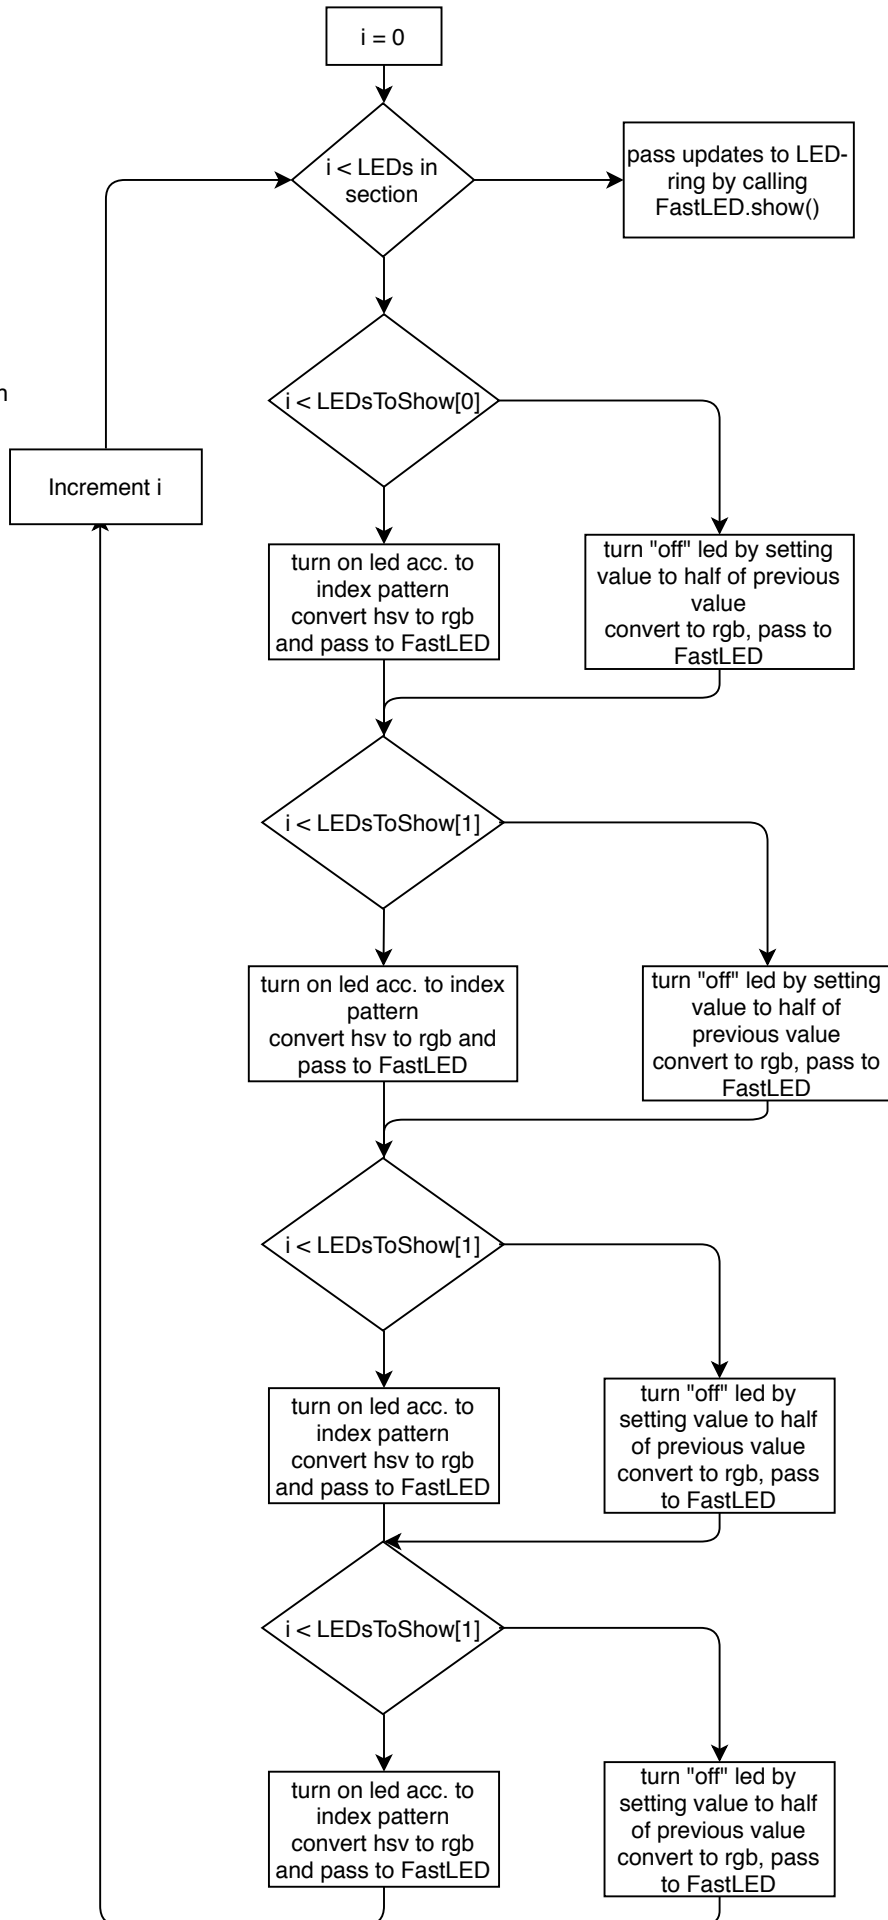 i = 0
i < LEDs in
section
pass updates to LED-
ring by calling
FastLED.show()
i < LEDsToShow[0]
n
Increment i
turn on led acc. to
index pattern
convert hsv to rgb
and pass to FastLED
turn "off" led by setting
value to half of previous
value
convert to rgb, pass to
FastLED
i < LEDsToShow[1]
turn on led acc. to index
pattern
convert hsv to rgb and
pass to FastLED
turn "off" led by setting
value to half of
previous value
convert to rgb, pass to
FastLED
i < LEDsToShow[1]
turn on led acc. to
index pattern
convert hsv to rgb
and pass to FastLED
turn "off" led by
setting value to half
of previous value
convert to rgb, pass
to FastLED
i < LEDsToShow[1]
turn on led acc. to
index pattern
convert hsv to rgb
and pass to FastLED
turn "off" led by
setting value to half
of previous value
convert to rgb, pass
to FastLED